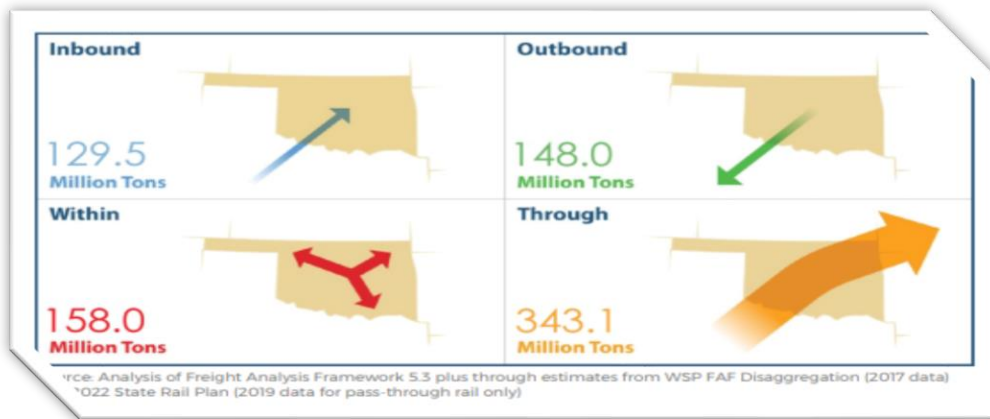 Inbound
129.5
Million Tons
Outbound
148.0
Million Tons
Within
158.0
Million Tons
Through
343.1
Million Tons
Analysis of Freight Analysis Framework 5.3 plus through estimates from WSP FAF Disaggregation (2017 data)
State Rail Plan (2019 data for pass-through rail only)